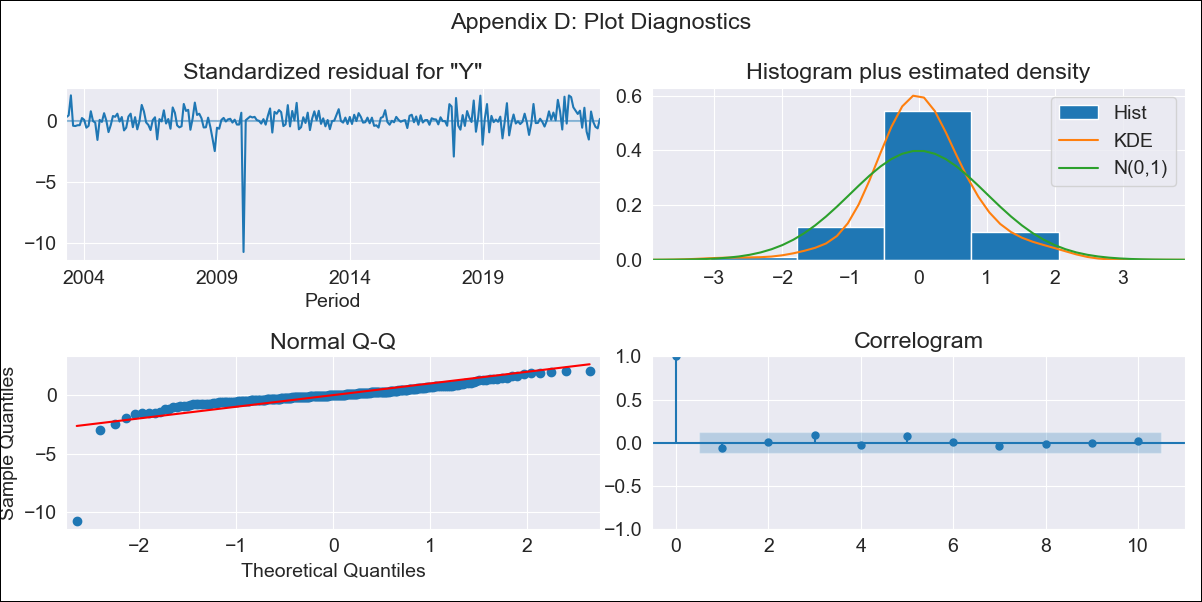 Appendix D: Plot Diagnostics
Standardized residual for "Y"
0
−5
−10
2004 2009 2014 2019
Period
Histogram plus estimated density
0.6
0.4
0.2
0.0
−3 −2 −1 0 1 2 3
Hist
KDE
N(0,1)
Normal Q-Q
Sample Quantiles
0
−5
−10
−2 −1 0 1 2
Theoretical Quantiles
Correlogram
1.0
0.5
0.0
−0.5
−1.0
0 2 4 6 8 10